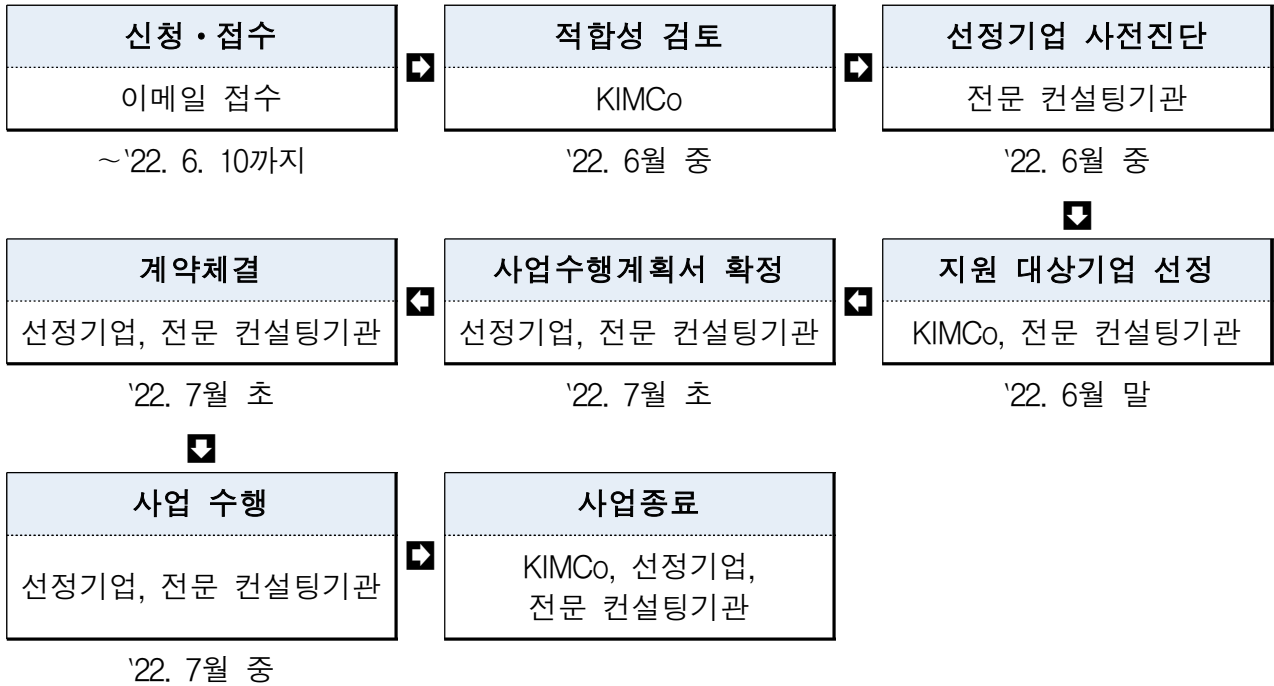 신청・접수
이메일 접수
～‵22. 6. 10까지
적합성 검토
KIMCo
‵22. 6월 중
선정기업 사전진단
전문 컨설팅기관
‵22. 6월 중
지원 대상기업 선정
KIMCo, 전문 컨설팅기관
‵22. 6월 말
사업수행계획서 확정
선정기업, 전문 컨설팅기관
‵22. 7월 초
계약체결
선정기업, 전문 컨설팅기관
‵22. 7월 초
사업 수행
선정기업, 전문 컨설팅기관
‵22. 7월 중
사업종료
KIMCo, 선정기업,
전문 컨설팅기관